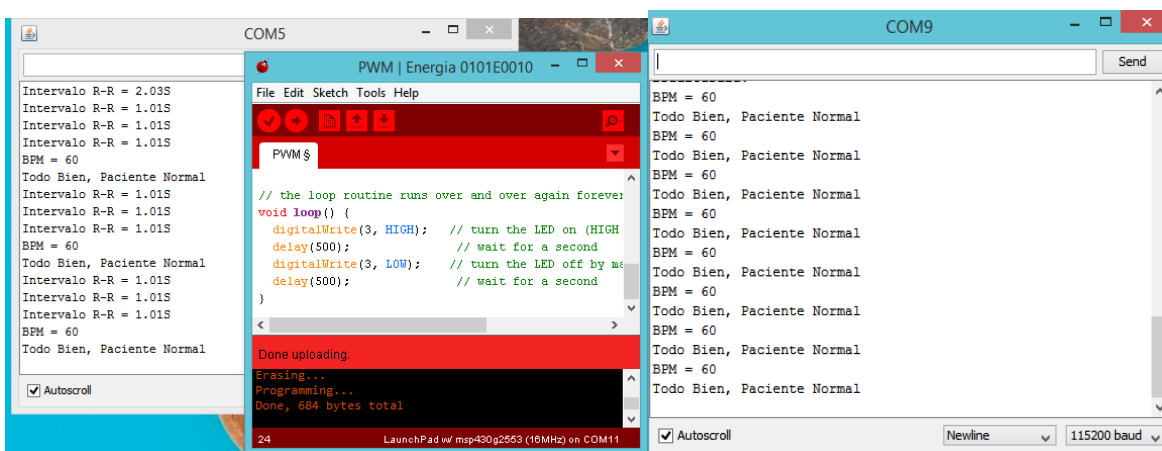 COM5
Intervalo R-R = 2.03S
Intervalo R-R = 1.01S
Intervalo R-R = 1.01S
Intervalo R-R = 1.01S
BPM = 60
Todo Bien, Paciente Normal
Intervalo R-R = 1.01S
Intervalo R-R = 1.01S
Intervalo R-R = 1.01S
BPM = 60
Todo Bien, Paciente Normal
Intervalo R-R = 1.01S
Intervalo R-R = 1.01S
Intervalo R-R = 1.01S
BPM = 60
Todo Bien, Paciente Normal
Autoscroll
PWM | Energia 0101E0010
File Edit Sketch Tools Help
PWM §
// the loop routine runs over and over again forever
void loop() {
digitalWrite(3, HIGH); // turn the LED on (HIGH
delay(500); // wait for a second
digitalWrite(3, LOW); // turn the LED off by ma
delay(500); // wait for a second
}
Done uploading.
Erasing...
Programming...
Done, 684 bytes total
24 LaunchPad w/ msp430g2553 (16MHz) on COM11
COM9
Send
BPM = 60
Todo Bien, Paciente Normal
BPM = 60
Todo Bien, Paciente Normal
BPM = 60
Todo Bien, Paciente Normal
BPM = 60
Todo Bien, Paciente Normal
BPM = 60
Todo Bien, Paciente Normal
BPM = 60
Todo Bien, Paciente Normal
BPM = 60
Todo Bien, Paciente Normal
BPM = 60
Todo Bien, Paciente Normal
Autoscroll
Newline
115200 baud